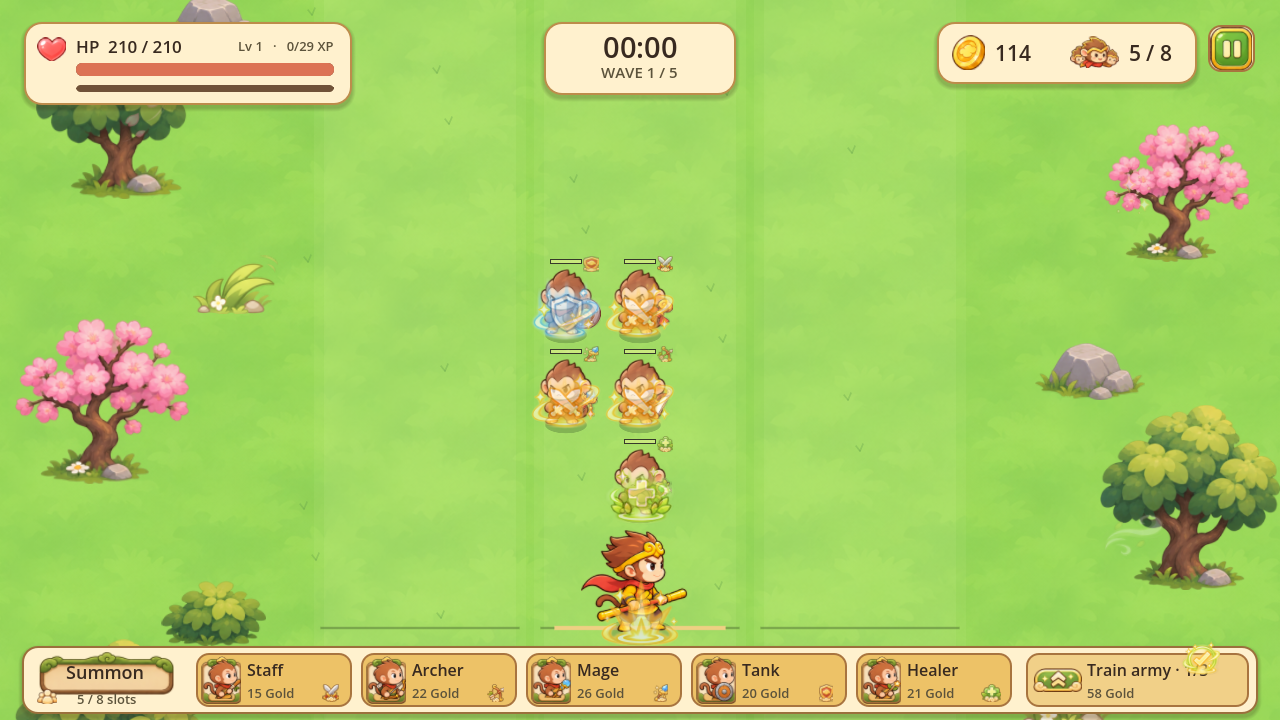 HP 210 / 210
Lv 1 · 0/29 XP
00:00
WAVE 1 / 5
114
5 / 8
Summon
5 / 8 slots
Staff
15 Gold
Archer
22 Gold
Mage
26 Gold
Tank
20 Gold
Healer
21 Gold
Train army ·
58 Gold